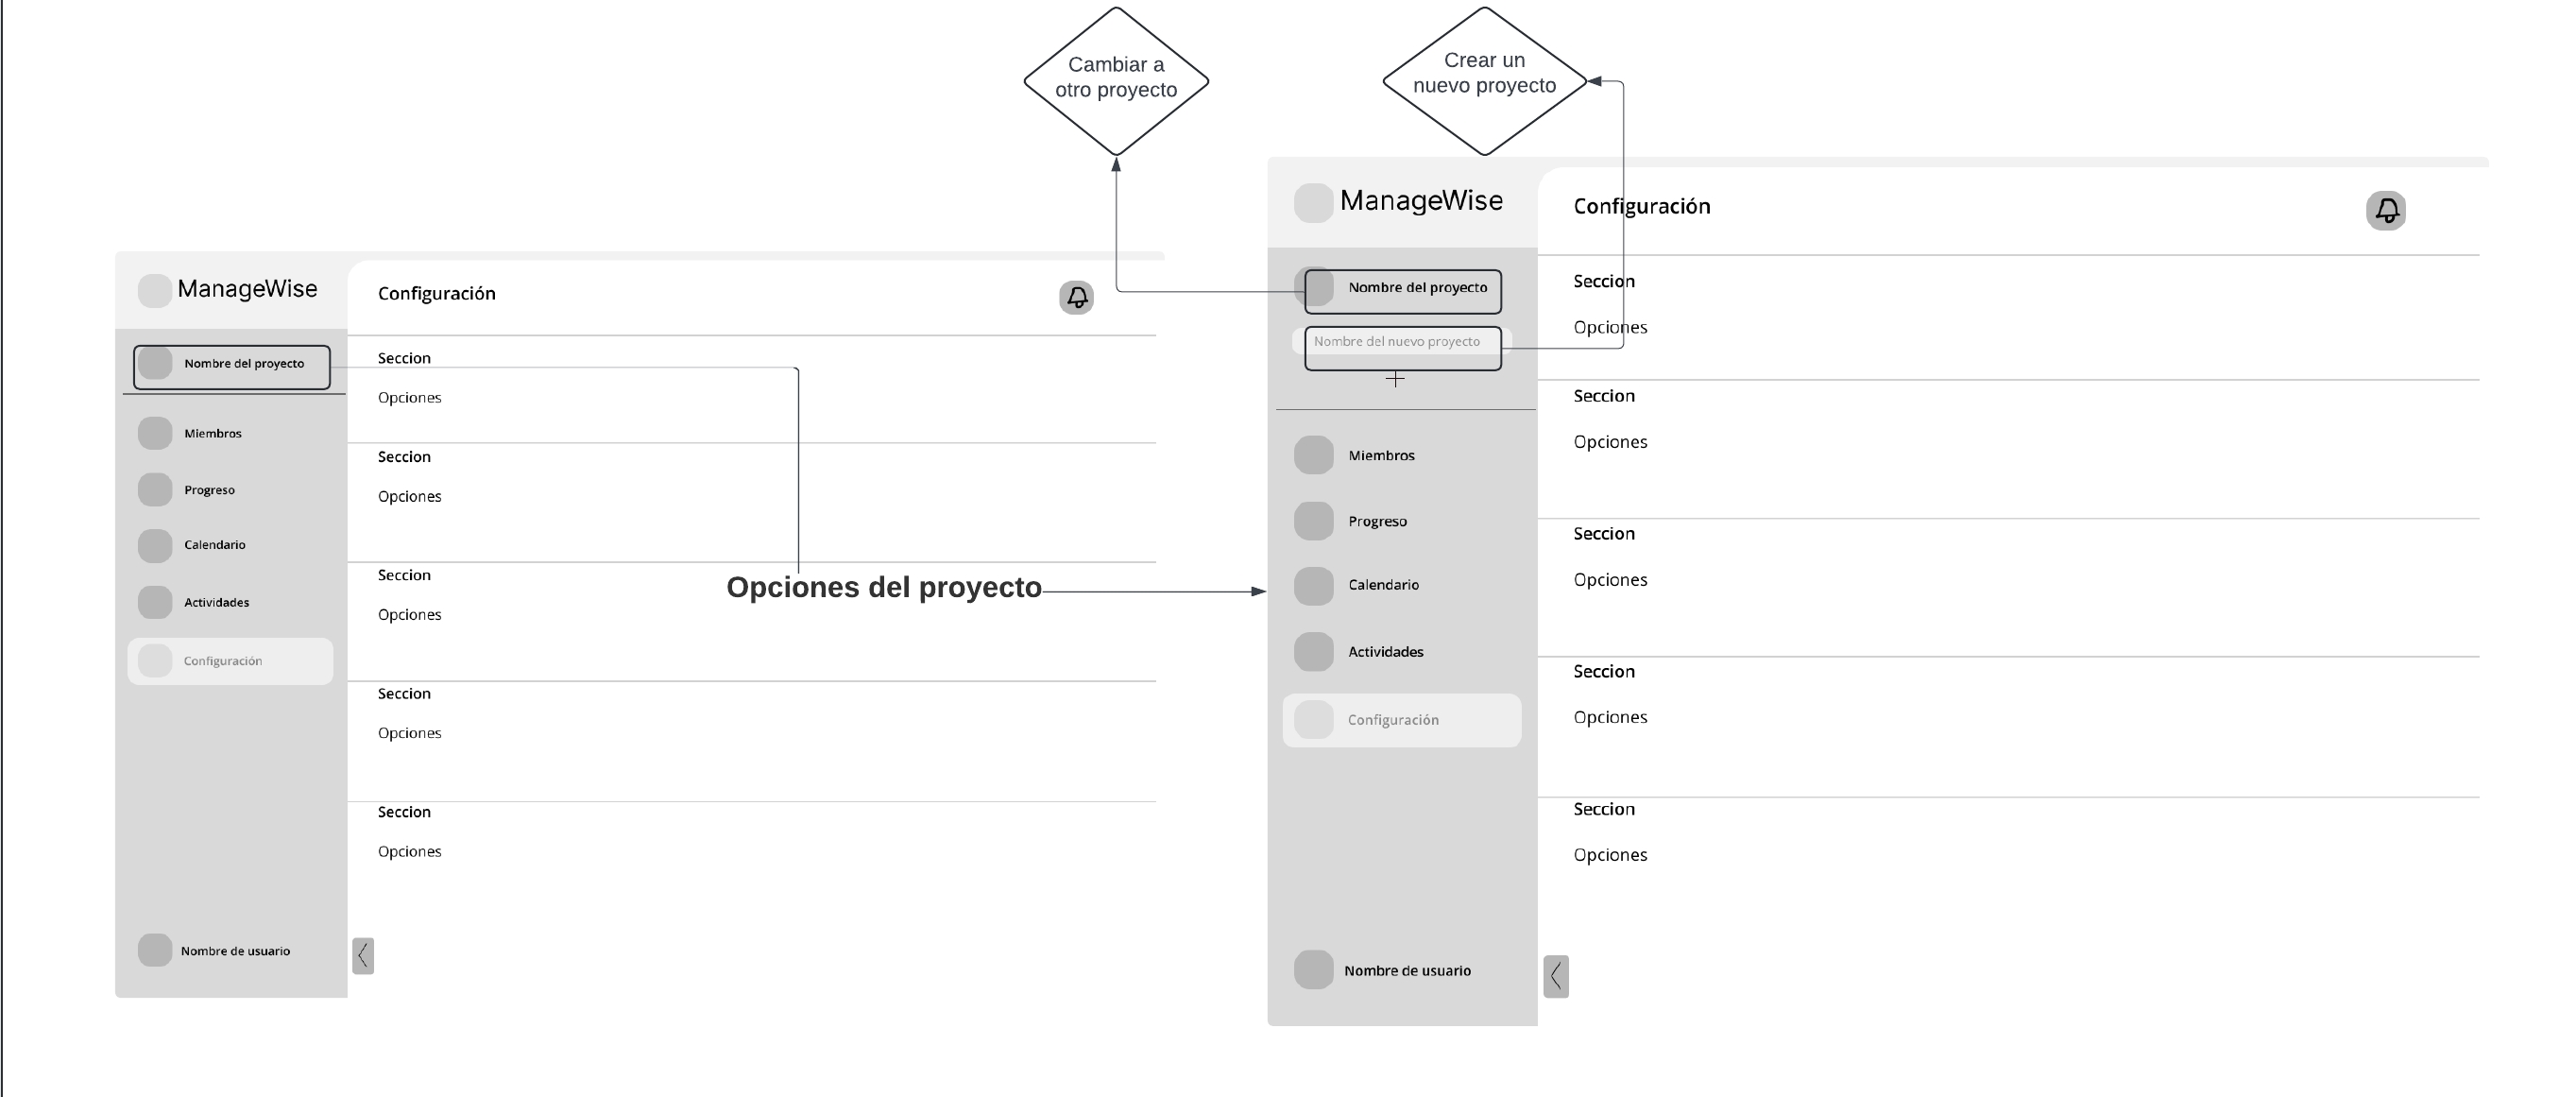 Cambiar a
otro proyecto
Crear un
nuevo proyecto
ManageWise
Configuración
Nombre del proyecto
Seccion
Opciones
Miembros
Seccion
Progreso
Opciones
Calendario
Seccion
Actividades
Opciones
Configuración
Seccion
Opciones
Seccion
Opciones
Nombre de usuario
Opciones del proyecto
ManageWise
Configuración
Nombre del proyecto
Seccion
Nombre del nuevo proyecto
Opciones
Seccion
Opciones
Miembros
Progreso
Seccion
Opciones
Calendario
Actividades
Seccion
Opciones
Configuración
Seccion
Opciones
Nombre de usuario